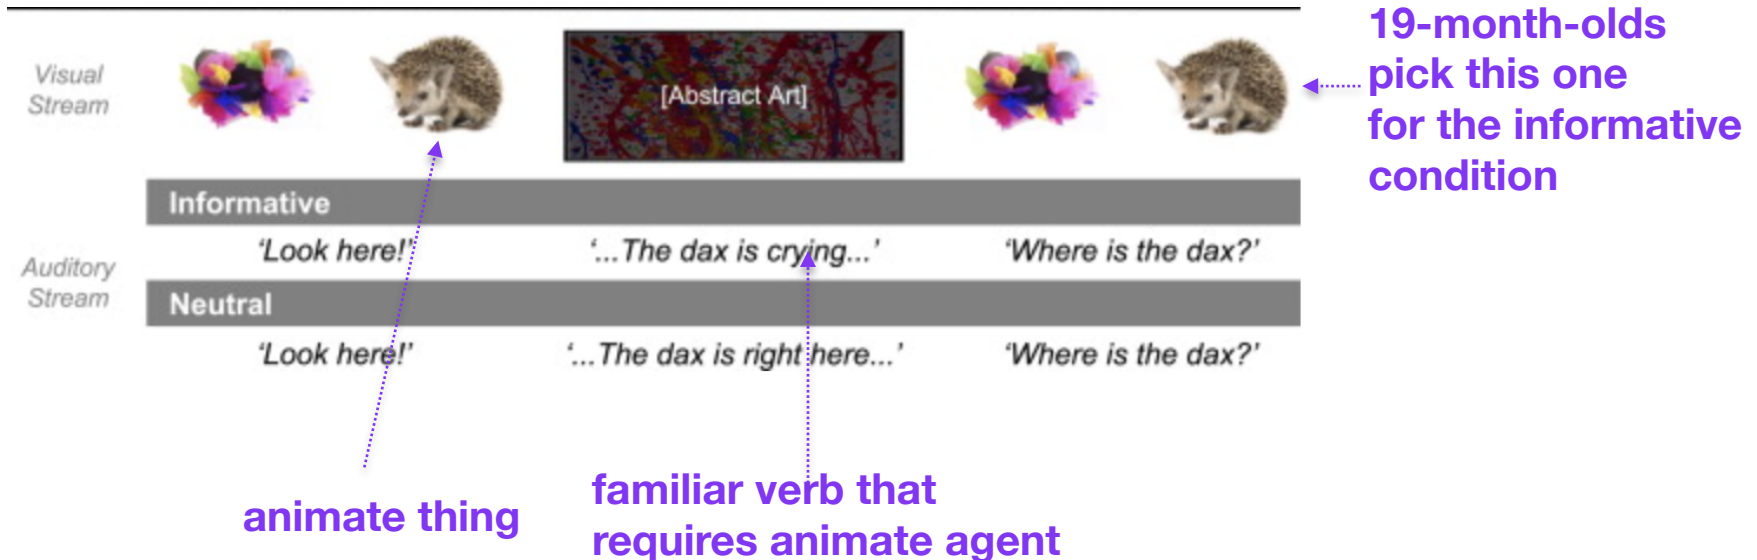 Visual
Stream
[Abstract Art]
19-month-olds
pick this one
for the informative
condition
Auditory
Stream
Informative
‘Look here!’
‘...The dax is crying...’
‘Where is the dax?’
Neutral
‘Look here!’
‘...The dax is right here...’
‘Where is the dax?’
animate thing
familiar verb that
requires animate agent